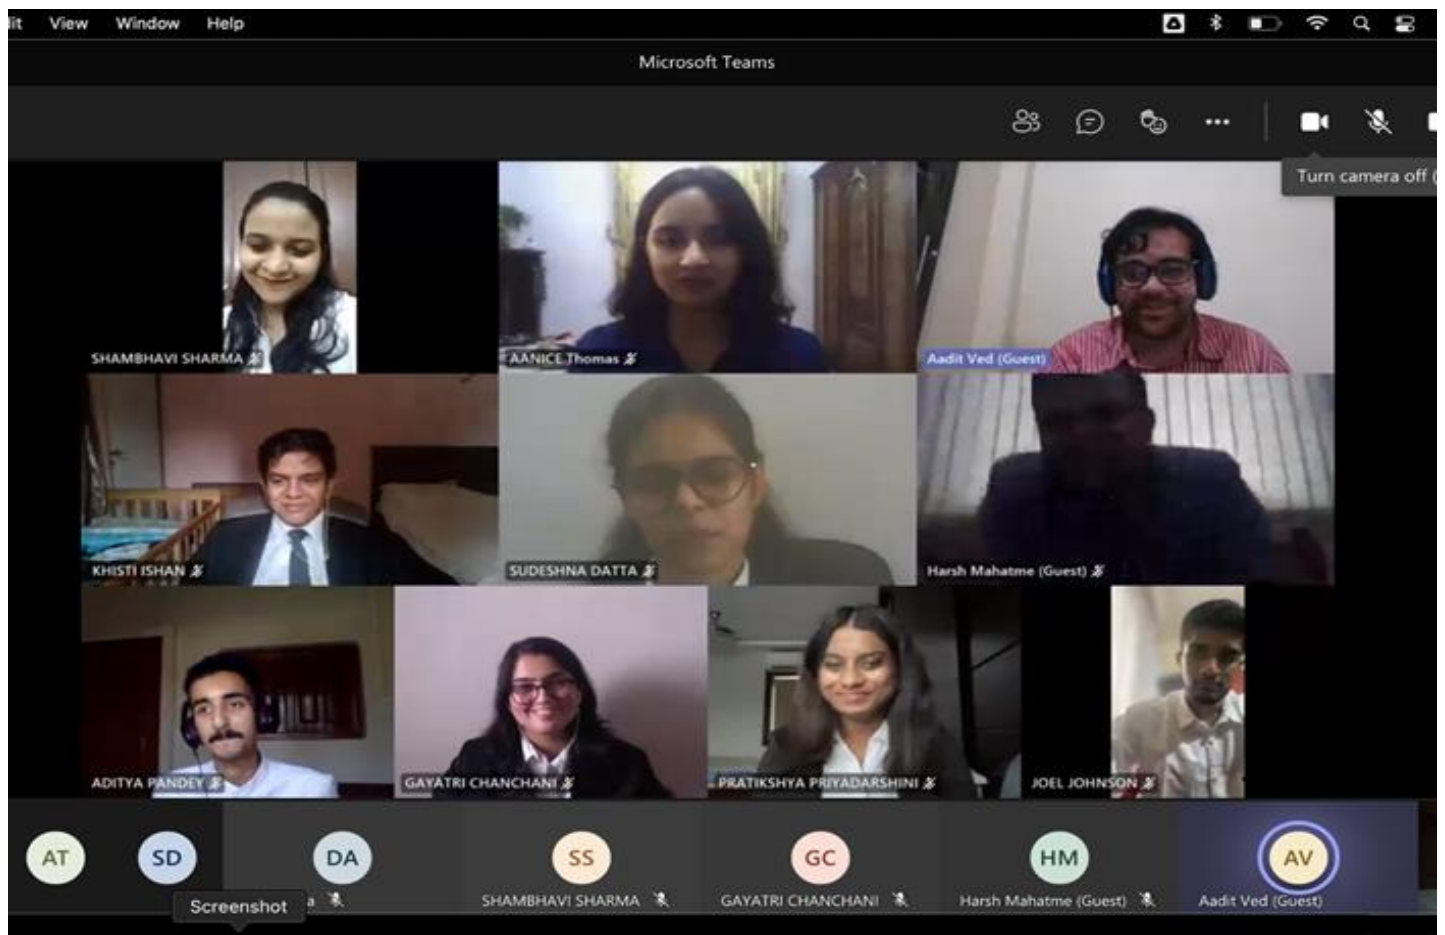 lit View Window Help
Microsoft Teams
Turn camera off (
SHAMBHAVI SHARMA
AANICE Thomas
Aadit Ved (Guest)
KHISTI ISHAN
SUDESHNA DATTA
Harsh Mahatme (Guest)
ADITYA PANDEY
GAYATRI CHANCHANI
PRATIKSHYA PRIYADARSHINI
JOEL JOHNSON
AT SD DA SS GC HM AV
Screenshot a SHAMBHAVI SHARMA GAYATRI CHANCHANI Harsh Mahatme (Guest) Aadit Ved (Guest)